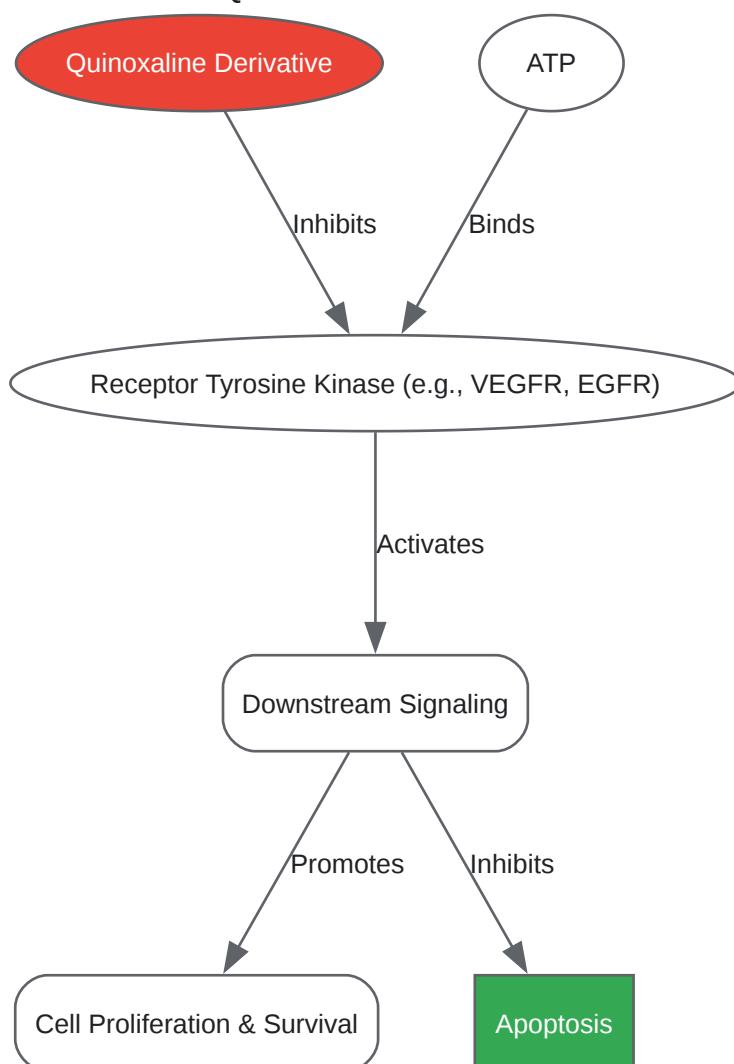 Quinoxaline Derivative
ATP
Inhibits
Binds
Receptor Tyrosine Kinase (e.g., VEGFR, EGFR)
Activates
Downstream Signaling
Promotes
Inhibits
Cell Proliferation & Survival
Apoptosis